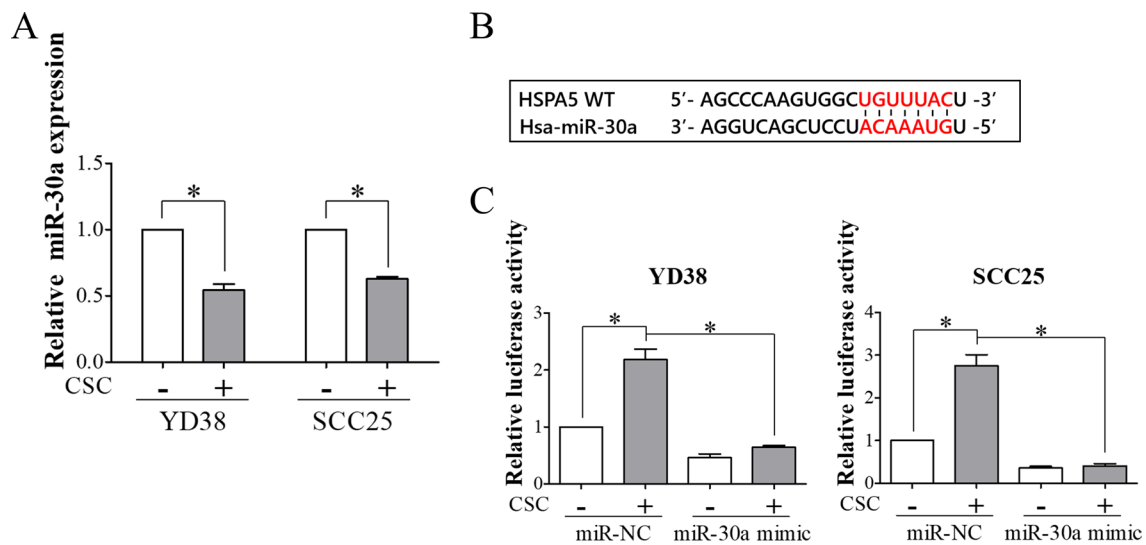 A
Relative miR-30a expression
1.5
1.0
0.5
0.0
*
*
CSC - + - +
YD38 SCC25
B
HSPA5 WT 5’- AGCCCAAGUGGCUGUUUACU -3’
Hsa-miR-30a 3’- AGGUCAGCUCCUACAAAUGU -5’
C
YD38
Relative luciferase activity
3
2
1
0
*
*
CSC - + - +
miR-NC miR-30a mimic
SCC25
Relative luciferase activity
4
3
2
1
0
*
*
CSC - + - +
miR-NC miR-30a mimic